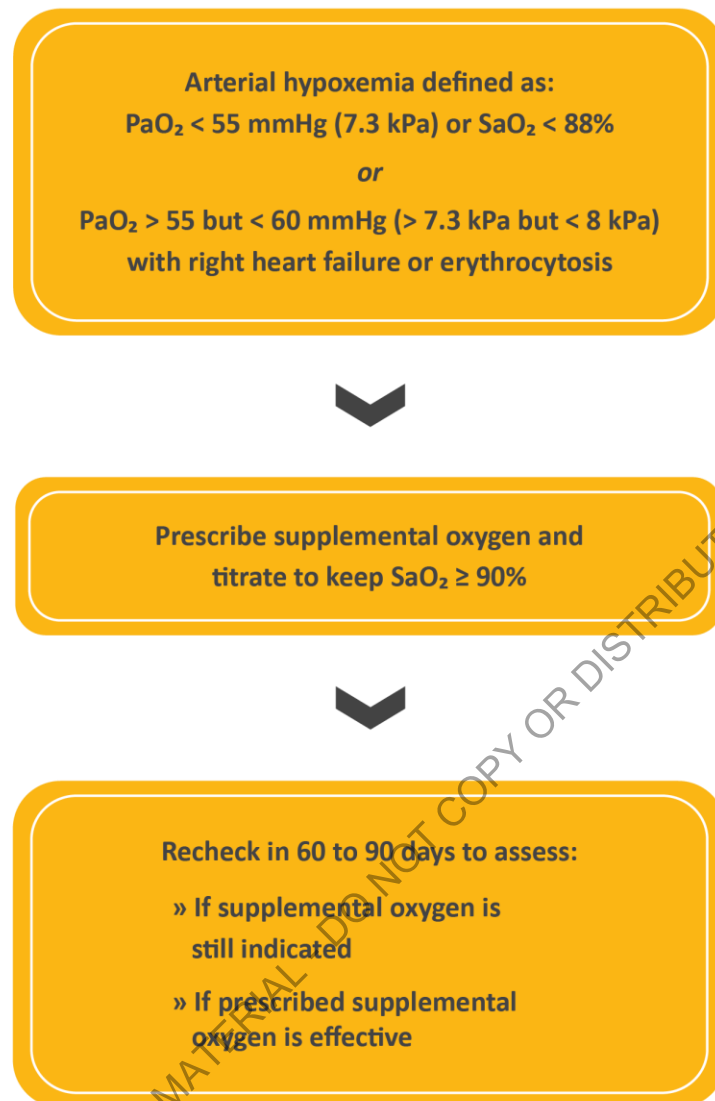 Arterial hypoxemia defined as:
PaO₂ < 55 mmHg (7.3 kPa) or SaO₂ < 88%
or
PaO₂ > 55 but < 60 mmHg (> 7.3 kPa but < 8 kPa)
with right heart failure or erythrocytosis
Prescribe supplemental oxygen and
titrate to keep SaO₂ ≥ 90%
Recheck in 60 to 90 days to assess:
» If supplemental oxygen is
still indicated
» If prescribed supplemental
oxygen is effective
MATERIAL - DO NOT COPY OR DISTRIBUT